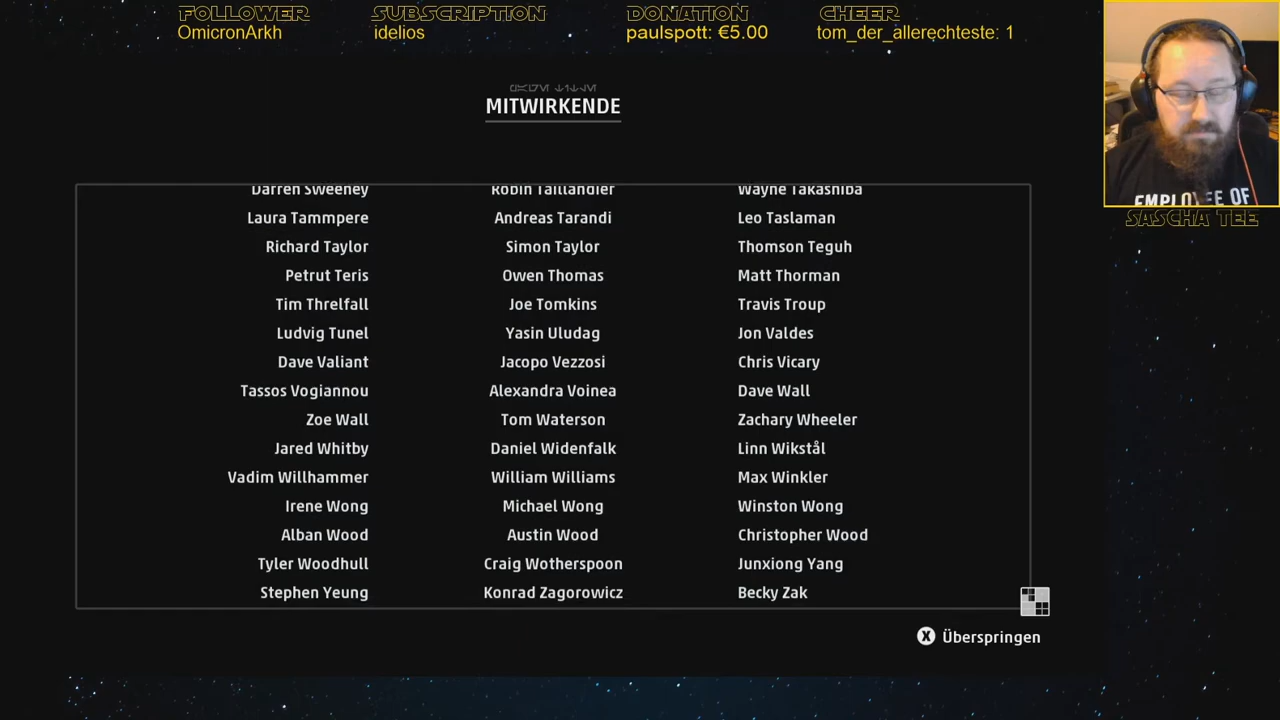 FOLLOWER SUBSCRIPTION DONATION CHEER
OmicronArkh idelios paulspott: €5.00 tom_der_allerechteste: 1
MITWIRKENDE
Darren Sweeney Robin Taillandier Wayne Takashiba
Laura Tammpere Andreas Tarandi Leo Taslaman
Richard Taylor Simon Taylor Thomson Teguh
Petrut Teris Owen Thomas Matt Thorman
Tim Threlfall Joe Tomkins Travis Troup
Ludvig Tunel Yasin Uludag Jon Valdes
Dave Valiant Jacopo Vezzosi Chris Vicary
Tassos Vogiannou Alexandra Voinea Dave Wall
Zoe Wall Tom Waterson Zachary Wheeler
Jared Whitby Daniel Widenfalk Linn Wikstål
Vadim Willhammer William Williams Max Winkler
Irene Wong Michael Wong Winston Wong
Alban Wood Austin Wood Christopher Wood
Tyler Woodhull Craig Wotherspoon Junxiong Yang
Stephen Yeung Konrad Zagorowicz Becky Zak
X Überspringen
EMPLOYEE OF
SASCHA TEE